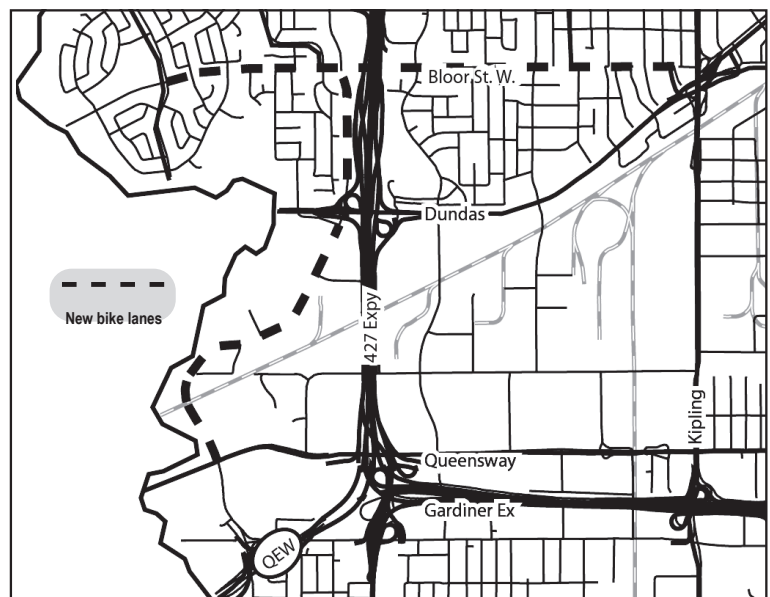 Bloor St. W.
Dundas
New bike lanes
427 Expy
Kipling
Queensway
Gardiner Ex
QEW